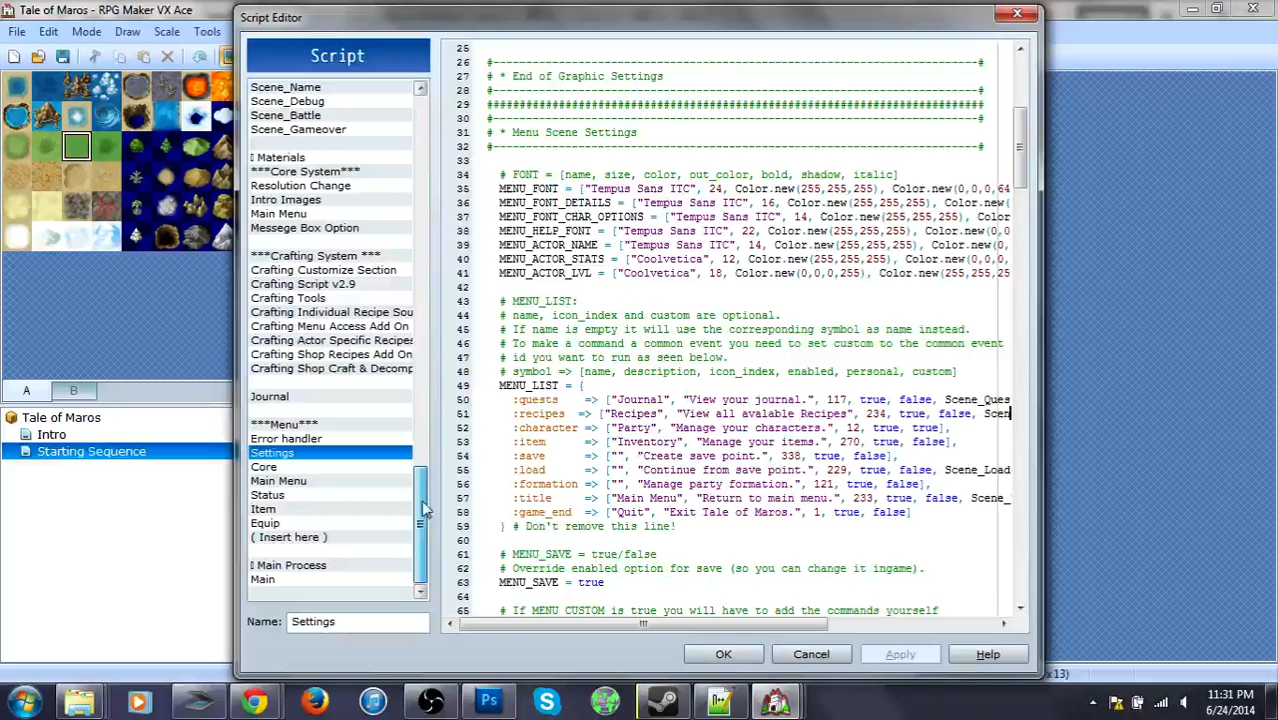 Tale of Maros - RPG Maker VX Ace
File Edit Mode Draw Scale Tools
A B
Tale of Maros
Intro
Starting Sequence
Script Editor
Script
Scene_Name
Scene_Debug
Scene_Battle
Scene_Gameover
Materials
***Core System***
Resolution Change
Intro Images
Main Menu
Messege Box Option
***Crafting System ***
Crafting Customize Section
Crafting Script v2.9
Crafting Tools
Crafting Individual Recipe Sou
Crafting Menu Access Add On
Crafting Actor Specific Recipes
Crafting Shop Recipes Add On
Crafting Shop Craft & Decomp
Journal
***Menu***
Error handler
Settings
Core
Main Menu
Status
Item
Equip
( Insert here )
Main Process
Main
Name: Settings
25
26 #------------------------------------------------------------------------------#
27 # * End of Graphic Settings
28 #------------------------------------------------------------------------------#
29 ################################################################################
30 #------------------------------------------------------------------------------#
31 # * Menu Scene Settings
32 #------------------------------------------------------------------------------#
33
34 # FONT = [name, size, color, out_color, bold, shadow, italic]
35 MENU_FONT = ["Tempus Sans ITC", 24, Color.new(255,255,255), Color.new(0,0,0,64
36 MENU_FONT_DETAILS = ["Tempus Sans ITC", 16, Color.new(255,255,255), Color.new(
37 MENU_FONT_CHAR_OPTIONS = ["Tempus Sans ITC", 14, Color.new(255,255,255), Color
38 MENU_HELP_FONT = ["Tempus Sans ITC", 22, Color.new(255,255,255), Color.new(0,0
39 MENU_ACTOR_NAME = ["Tempus Sans ITC", 14, Color.new(255,255,255), Color.new(0,
40 MENU_ACTOR_STATS = ["Coolvetica", 12, Color.new(255,255,255), Color.new(0,0,0,
41 MENU_ACTOR_LVL = ["Coolvetica", 18, Color.new(0,0,0,255), Color.new(255,255,25
42
43 # MENU_LIST:
44 # name, icon_index and custom are optional.
45 # If name is empty it will use the corresponding symbol as name instead.
46 # To make a command a common event you need to set custom to the common event
47 # id you want to run as seen below.
48 # symbol => [name, description, icon_index, enabled, personal, custom]
49 MENU_LIST = {
50 :quests => ["Journal", "View your journal.", 117, true, false, Scene_Ques
51 :recipes => ["Recipes", "View all avalable Recipes", 234, true, false, Scen
52 :character => ["Party", "Manage your characters.", 12, true, true],
53 :item => ["Inventory", "Manage your items.", 270, true, false],
54 :save => ["", "Create save point.", 338, true, false],
55 :load => ["", "Continue from save point.", 229, true, false, Scene_Load
56 :formation => ["", "Manage party formation.", 121, true, false],
57 :title => ["Main Menu", "Return to main menu.", 233, true, false, Scene_
58 :game_end => ["Quit", "Exit Tale of Maros.", 1, true, false]
59 } # Don't remove this line!
60
61 # MENU_SAVE = true/false
62 # Override enabled option for save (so you can change it ingame).
63 MENU_SAVE = true
64
65 # If MENU CUSTOM is true you will have to add the commands yourself
OK Cancel Apply Help
x 13)
11:31 PM
6/24/2014